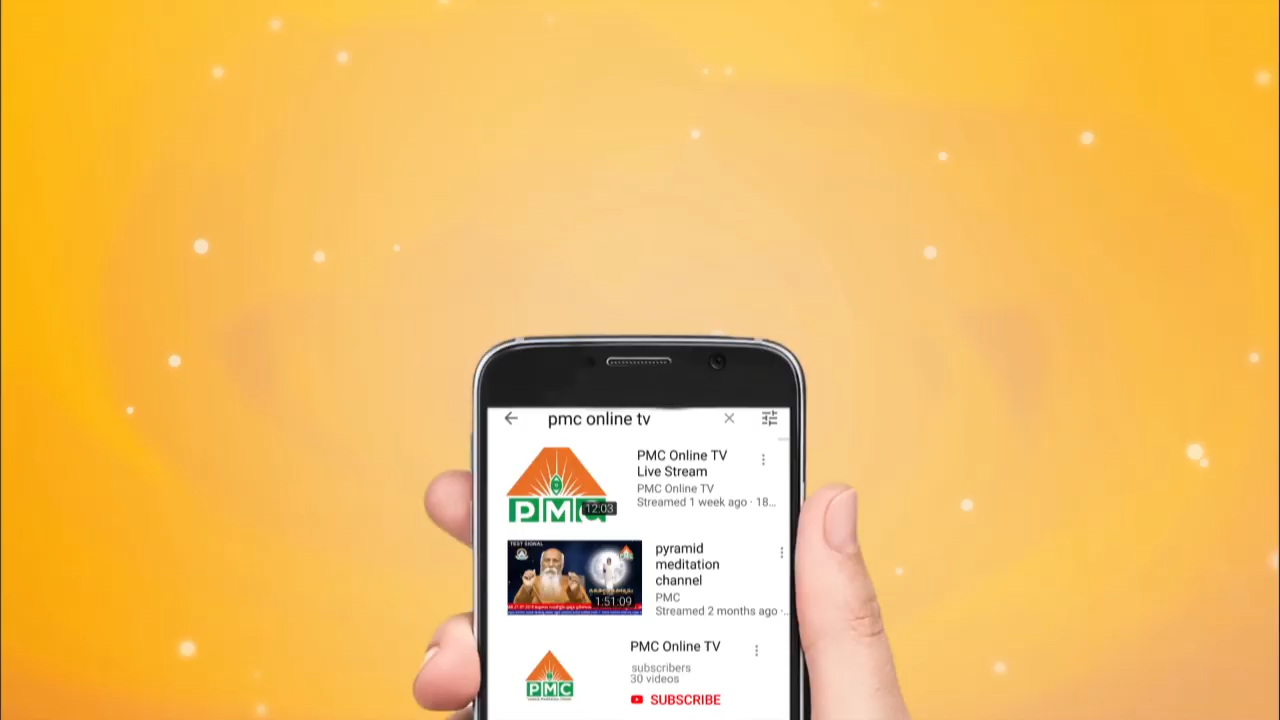 pmc online tv
PMC Online TV
Live Stream
PMC Online TV
Streamed 1 week ago · 18...
PMC
12:03
TEST SIGNAL
1:51:09
pyramid
meditation
channel
PMC
Streamed 2 months ago ·..
PMC Online TV
subscribers
30 videos
SUBSCRIBE
PMC